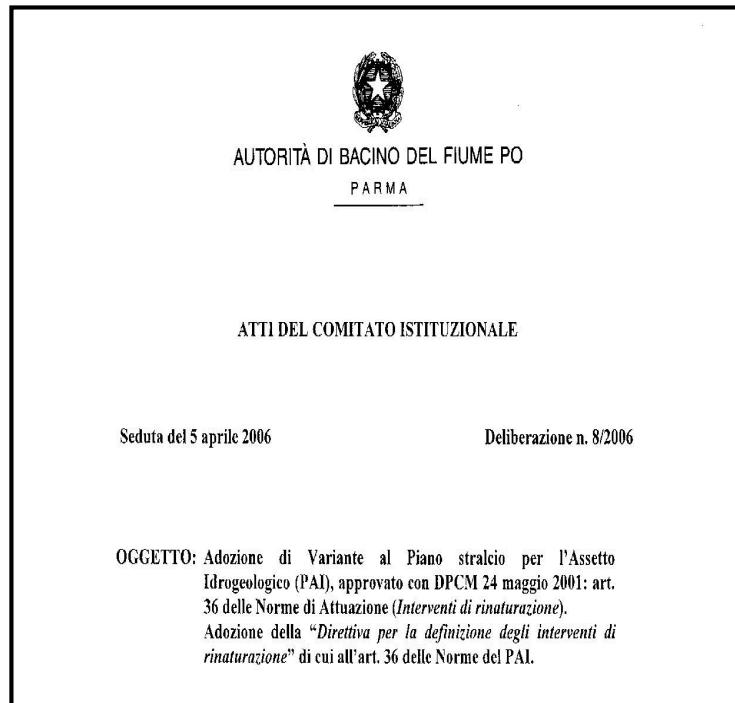 AUTORITÀ DI BACINO DEL FIUME PO
PARMA
ATTI DEL COMITATO ISTITUZIONALE
Seduta del 5 aprile 2006 Deliberazione n. 8/2006
OGGETTO: Adozione di Variante al Piano stralcio per l'Assetto
Idrogeologico (PAI), approvato con DPCM 24 maggio 2001: art.
36 delle Norme di Attuazione (Interventi di rinaturazione).
Adozione della “Direttiva per la definizione degli interventi di
rinaturazione” di cui all'art. 36 delle Norme del PAI.